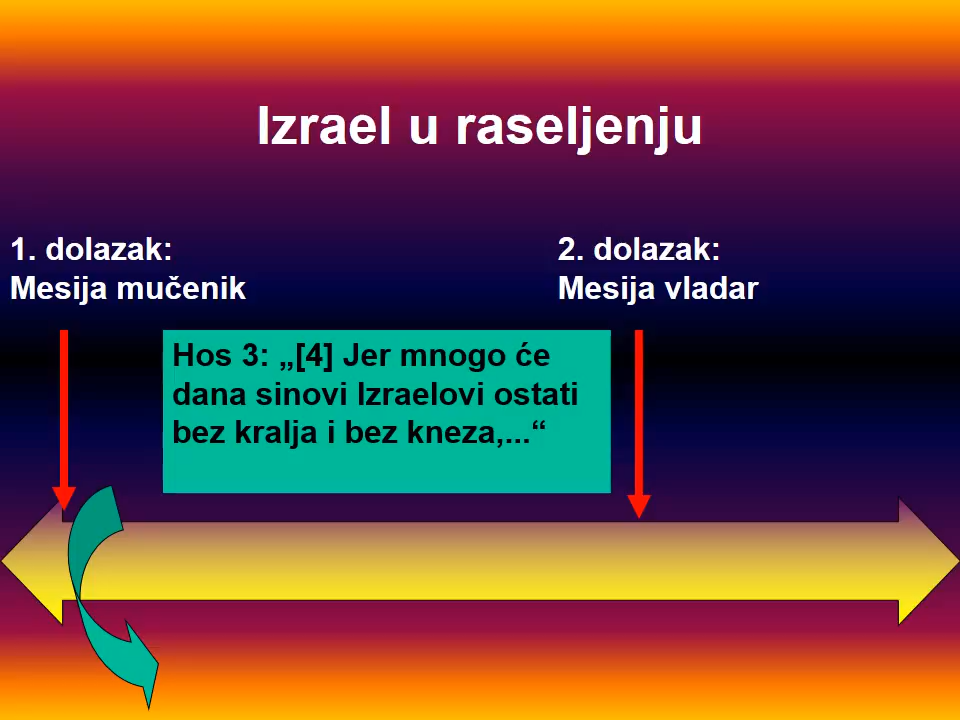 Izrael u raseljenju
1. dolazak:
Mesija mučenik
2. dolazak:
Mesija vladar
Hos 3: „[4] Jer mnogo će
dana sinovi Izraelovi ostati
bez kralja i bez kneza,...“